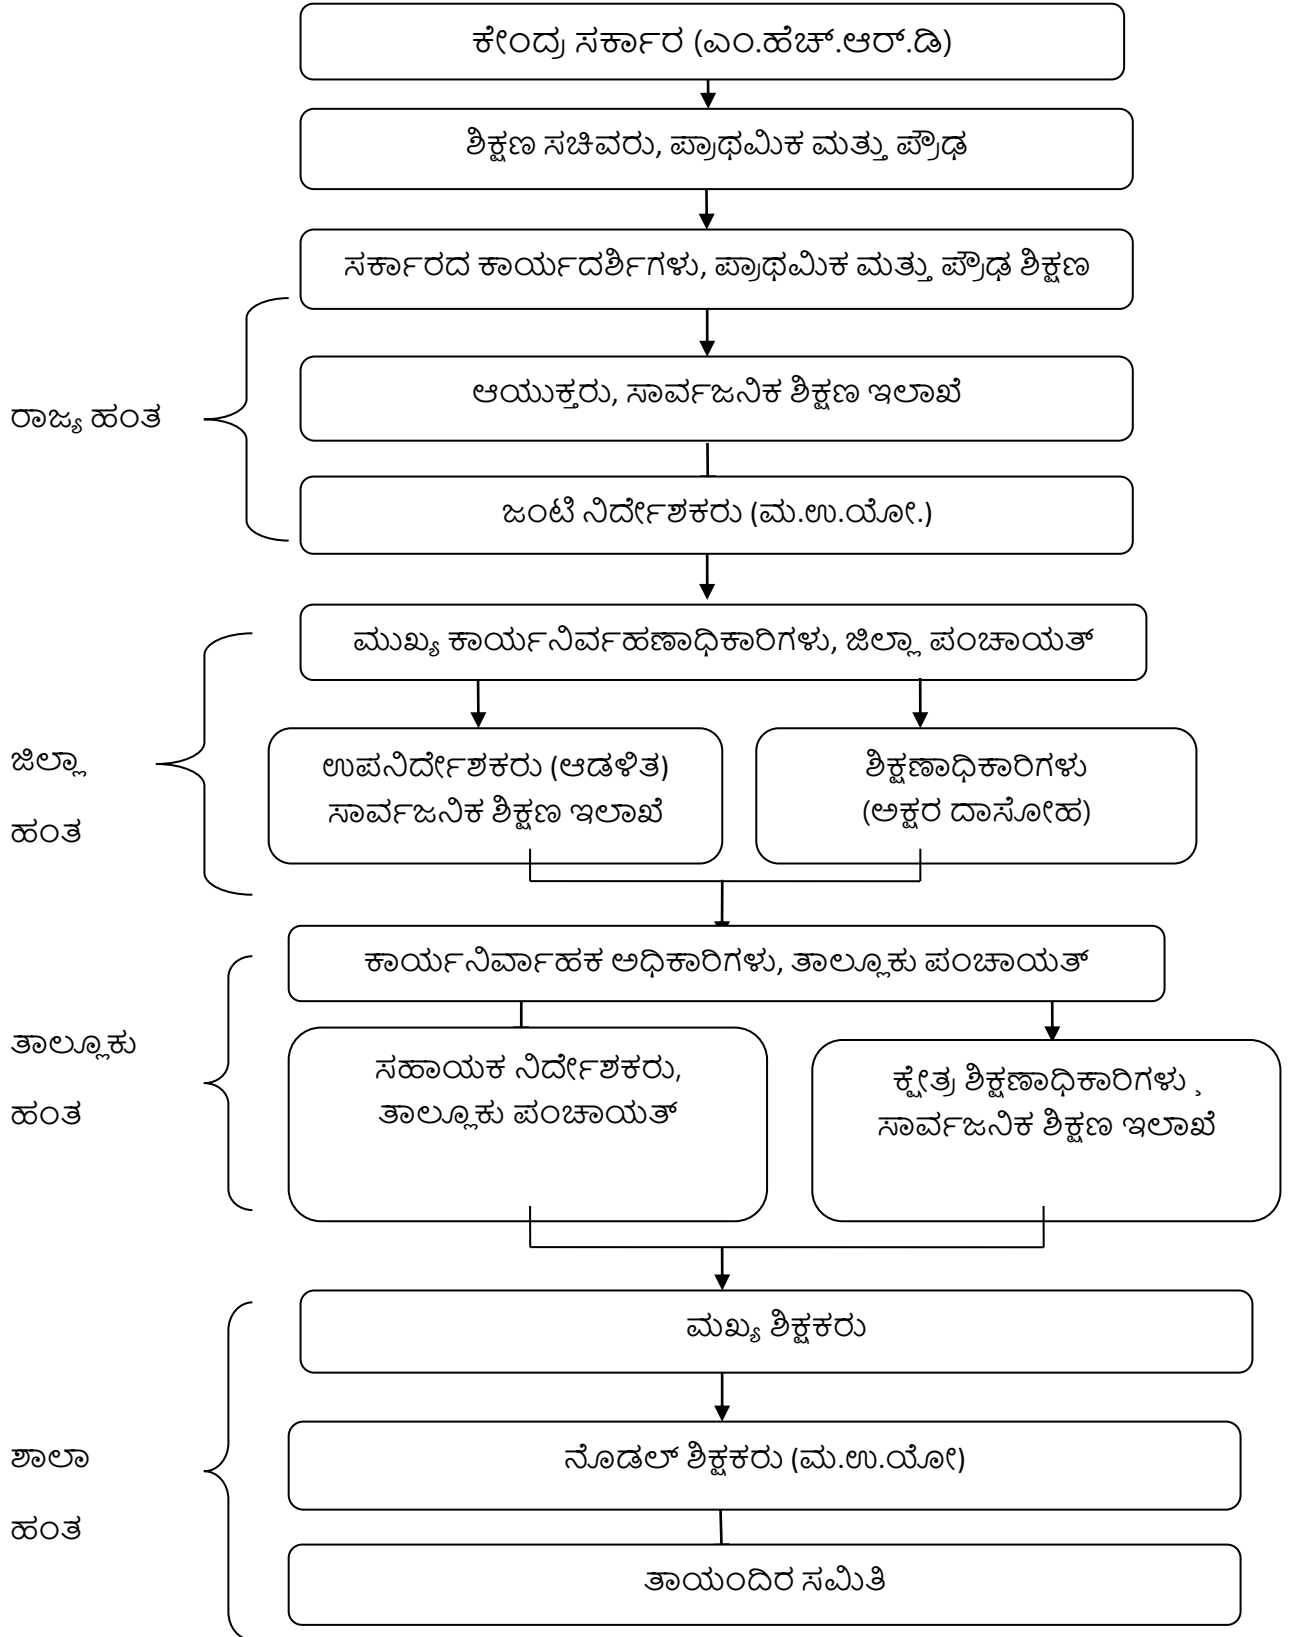 ಕೇಂದ್ರ ಸರ್ಕಾರ (ಎಂ.ಹೆಚ್.ಆರ್.ಡಿ)
ಶಿಕ್ಷಣ ಸಚಿವರು, ಪ್ರಾಥಮಿಕ ಮತ್ತು ಪ್ರೌಢ
ಸರ್ಕಾರದ ಕಾರ್ಯದರ್ಶಿಗಳು, ಪ್ರಾಥಮಿಕ ಮತ್ತು ಪ್ರೌಢ ಶಿಕ್ಷಣ
ರಾಜ್ಯ ಹಂತ
ಆಯುಕ್ತರು, ಸಾರ್ವಜನಿಕ ಶಿಕ್ಷಣ ಇಲಾಖೆ
ಜಂಟಿ ನಿರ್ದೇಶಕರು (ಮ.ಉ.ಯೋ.)
ಜಿಲ್ಲಾ
ಹಂತ
ಮುಖ್ಯ ಕಾರ್ಯನಿರ್ವಹಣಾಧಿಕಾರಿಗಳು, ಜಿಲ್ಲಾ ಪಂಚಾಯತ್
ಉಪನಿರ್ದೇಶಕರು (ಆಡಳಿತ)
ಸಾರ್ವಜನಿಕ ಶಿಕ್ಷಣ ಇಲಾಖೆ
ಶಿಕ್ಷಣಾಧಿಕಾರಿಗಳು
(ಅಕ್ಷರ ದಾಸೋಹ)
ತಾಲ್ಲೂಕು
ಹಂತ
ಕಾರ್ಯನಿರ್ವಾಹಕ ಅಧಿಕಾರಿಗಳು, ತಾಲ್ಲೂಕು ಪಂಚಾಯತ್
ಸಹಾಯಕ ನಿರ್ದೇಶಕರು,
ತಾಲ್ಲೂಕು ಪಂಚಾಯತ್
ಕ್ಷೇತ್ರ ಶಿಕ್ಷಣಾಧಿಕಾರಿಗಳು ¸
ಸಾರ್ವಜನಿಕ ಶಿಕ್ಷಣ ಇಲಾಖೆ
ಶಾಲಾ
ಹಂತ
ಮಖ್ಯ ಶಿಕ್ಷಕರು
ನೊಡಲ್ ಶಿಕ್ಷಕರು (ಮ.ಉ.ಯೋ)
ತಾಯಂದಿರ ಸಮಿತಿ